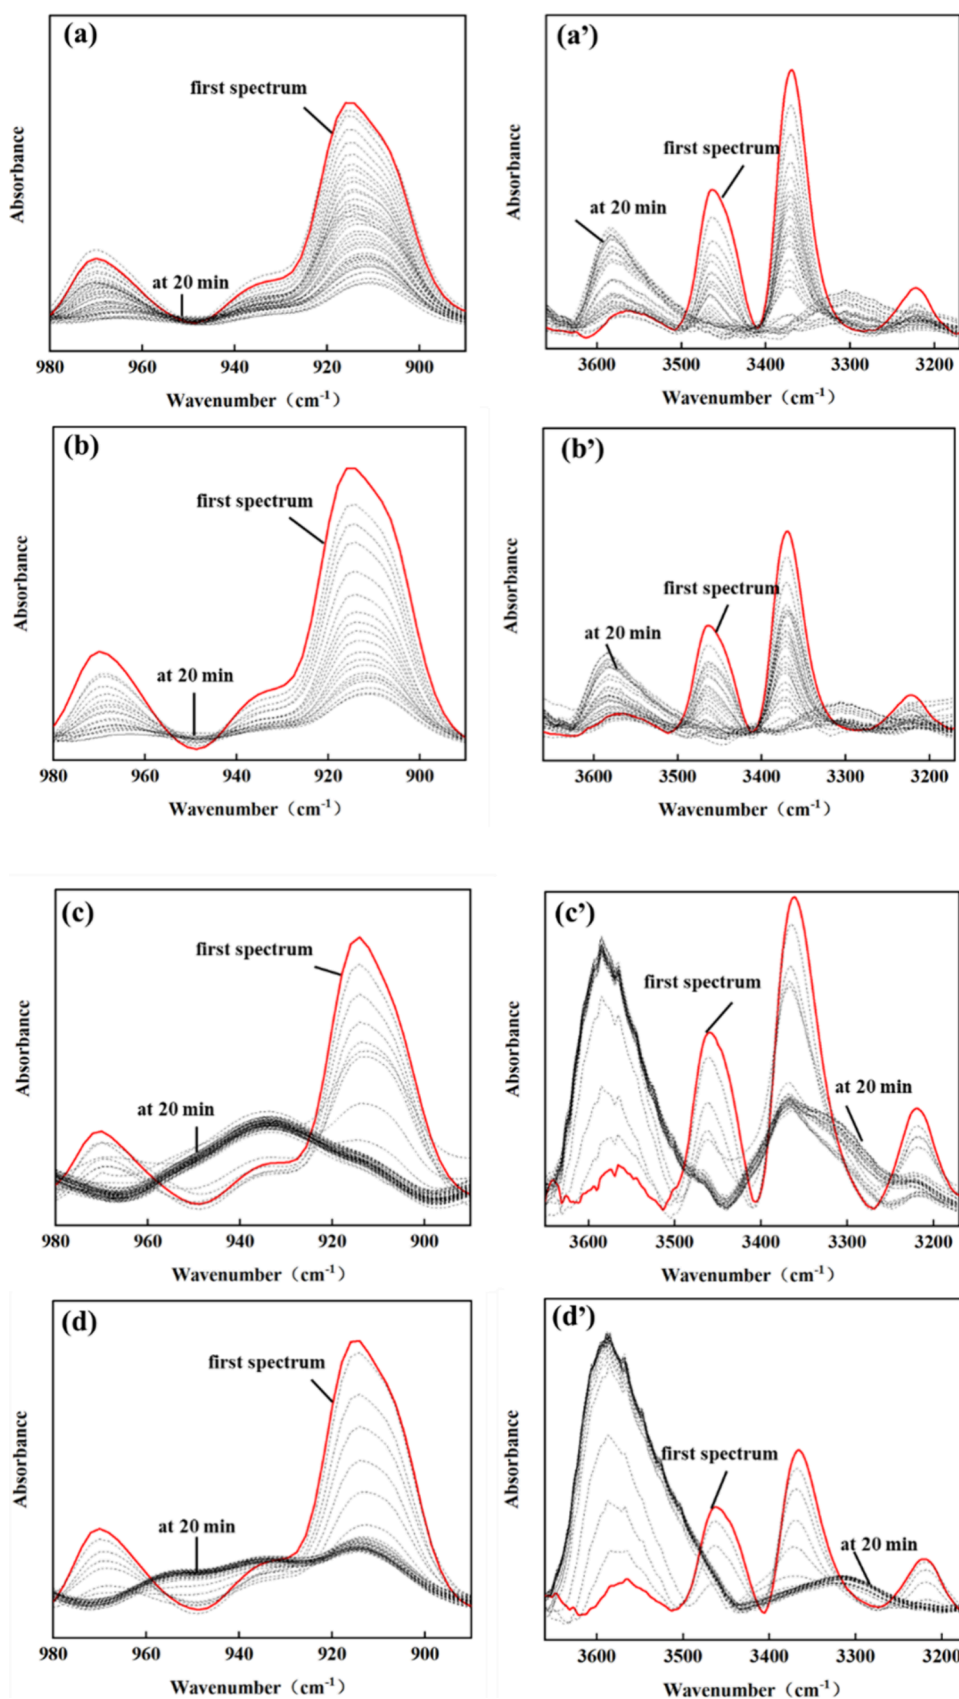 (a)
first spectrum
at 20 min
Absorbance
980 960 940 920 900
Wavenumber（cm-1）
(a’)
first spectrum
at 20 min
Absorbance
3600 3500 3400 3300 3200
Wavenumber（cm-1）
(b)
first spectrum
at 20 min
Absorbance
980 960 940 920 900
Wavenumber（cm-1）
(b’)
first spectrum
at 20 min
Absorbance
3600 3500 3400 3300 3200
Wavenumber（cm-1）
(c)
first spectrum
at 20 min
Absorbance
980 960 940 920 900
Wavenumber（cm-1）
(c’)
first spectrum
at 20 min
Absorbance
3600 3500 3400 3300 3200
Wavenumber（cm-1）
(d)
first spectrum
at 20 min
Absorbance
980 960 940 920 900
Wavenumber（cm-1）
(d’)
first spectrum
at 20 min
Absorbance
3600 3500 3400 3300 3200
Wavenumber（cm-1）